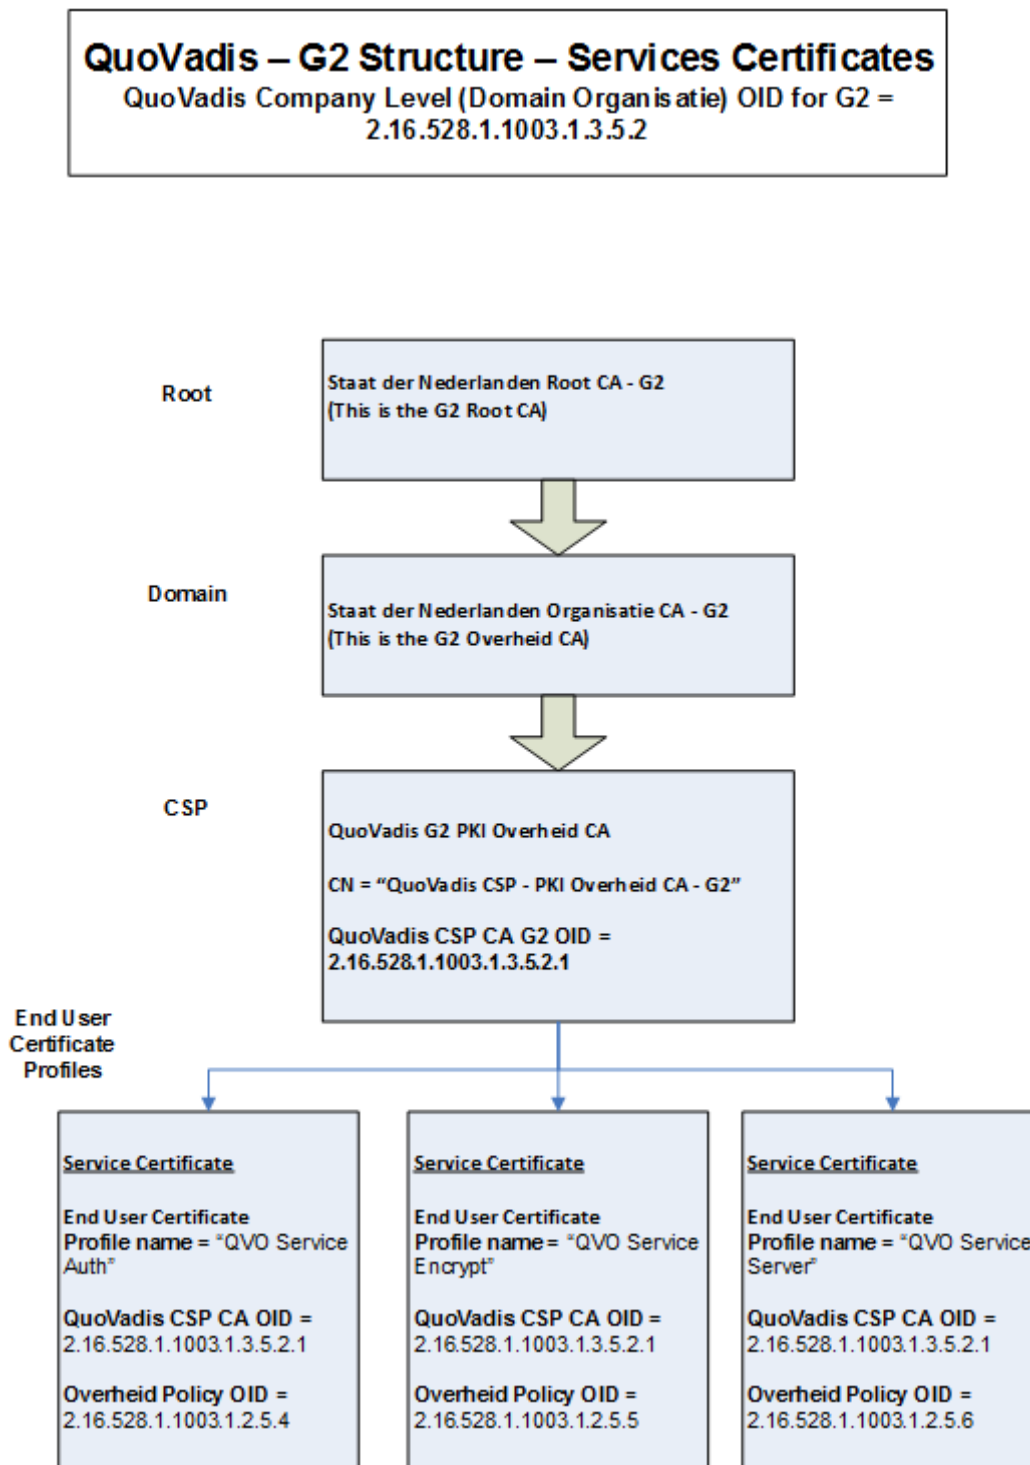 QuoVadis – G2 Structure – Services Certificates
QuoVadis Company Level (Domain Organisatie) OID for G2 =
2.16.528.1.1003.1.3.5.2
Root
Staat der Nederlanden Root CA - G2
(This is the G2 Root CA)
Domain
Staat der Nederlanden Organisatie CA - G2
(This is the G2 Overheid CA)
CSP
QuoVadis G2 PKI Overheid CA
CN = “QuoVadis CSP - PKI Overheid CA - G2”
QuoVadis CSP CA G2 OID =
2.16.528.1.1003.1.3.5.2.1
End User
Certificate
Profiles
Service Certificate
End User Certificate
Profile name = “QVO Service
Auth”
QuoVadis CSP CA OID =
2.16.528.1.1003.1.3.5.2.1
Overheid Policy OID =
2.16.528.1.1003.1.2.5.4
Service Certificate
End User Certificate
Profile name = “QVO Service
Encrypt”
QuoVadis CSP CA OID =
2.16.528.1.1003.1.3.5.2.1
Overheid Policy OID =
2.16.528.1.1003.1.2.5.5
Service Certificate
End User Certificate
Profile name = “QVO Service
Server”
QuoVadis CSP CA OID =
2.16.528.1.1003.1.3.5.2.1
Overheid Policy OID =
2.16.528.1.1003.1.2.5.6